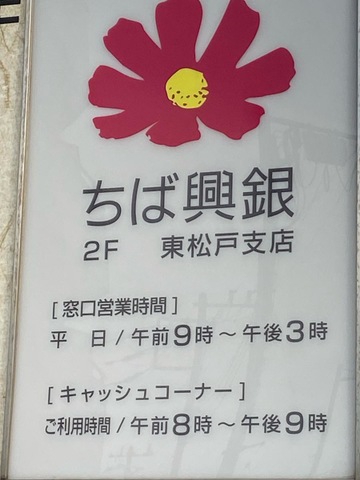 ちば興銀
2F 東松戸支店
[窓口営業時間]
平 日/午前9時～午後3時
[キャッシュコーナー]
ご利用時間/午前8時～午後9時